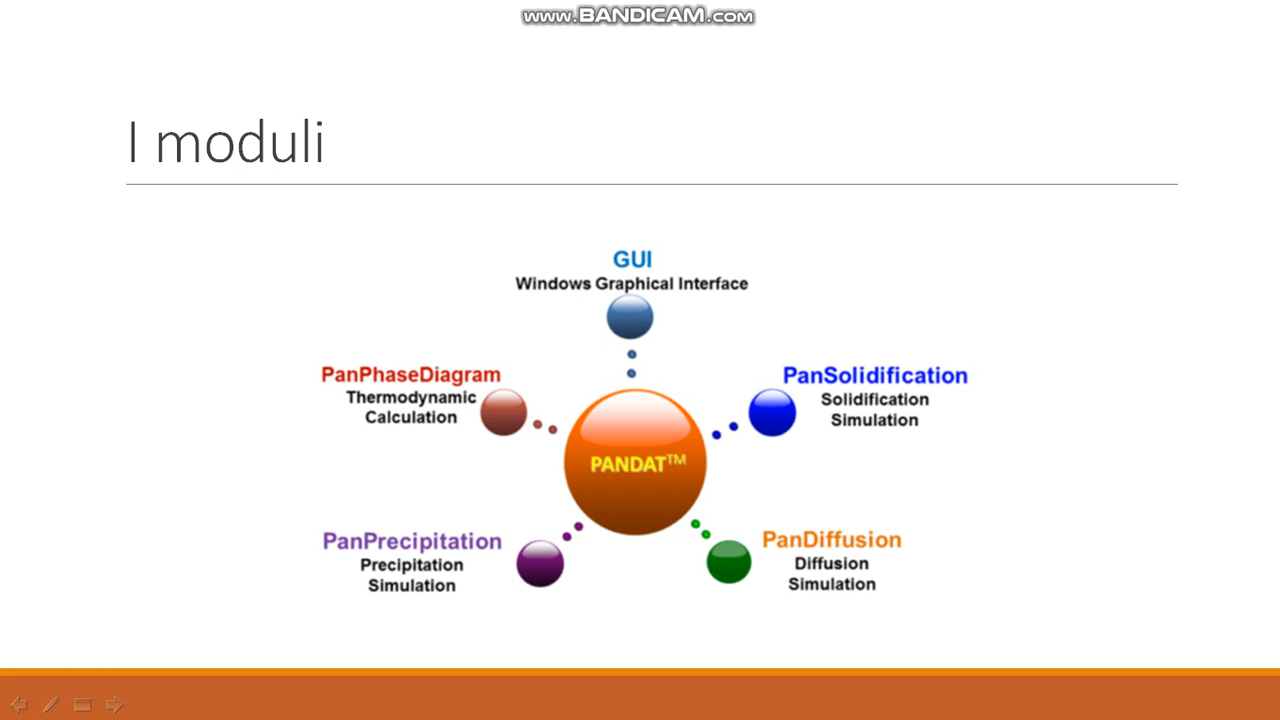 www.BANDICAM.com
I moduli
GUI
Windows Graphical Interface
PanPhaseDiagram
Thermodynamic
Calculation
PanSolidification
Solidification
Simulation
PANDAT™
PanPrecipitation
Precipitation
Simulation
PanDiffusion
Diffusion
Simulation